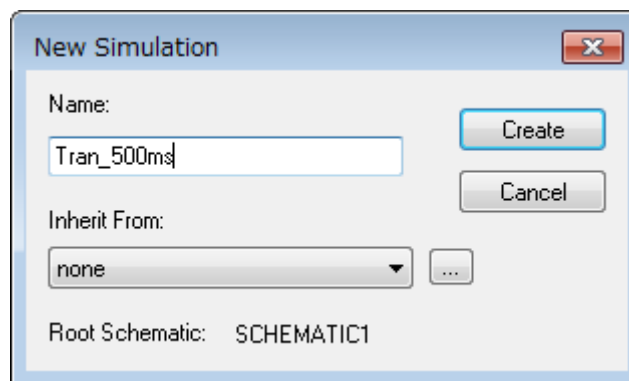 New Simulation
Name:
Create
Tran_500ms
Cancel
Inherit From:
none
...
Root Schematic: SCHEMATIC1